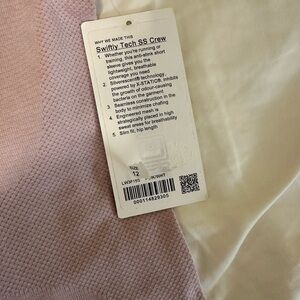 WHY WE MADE THIS
Swiftly Tech SS Crew
1. Whether you're running or
training, this anti-stink short
sleeve gives you the
lightweight, breathable
coverage you need
2. Silverescent® technology,
powered by X-STATIC®, inhibits
the growth of odour-causing
bacteria on the garment
3. Seamless construction in the
body to minimize chafing
4. Engineered mesh is
strategically placed in high
sweat areas for breathability
5. Slim fit, hip length
SIZE
12
000114829305